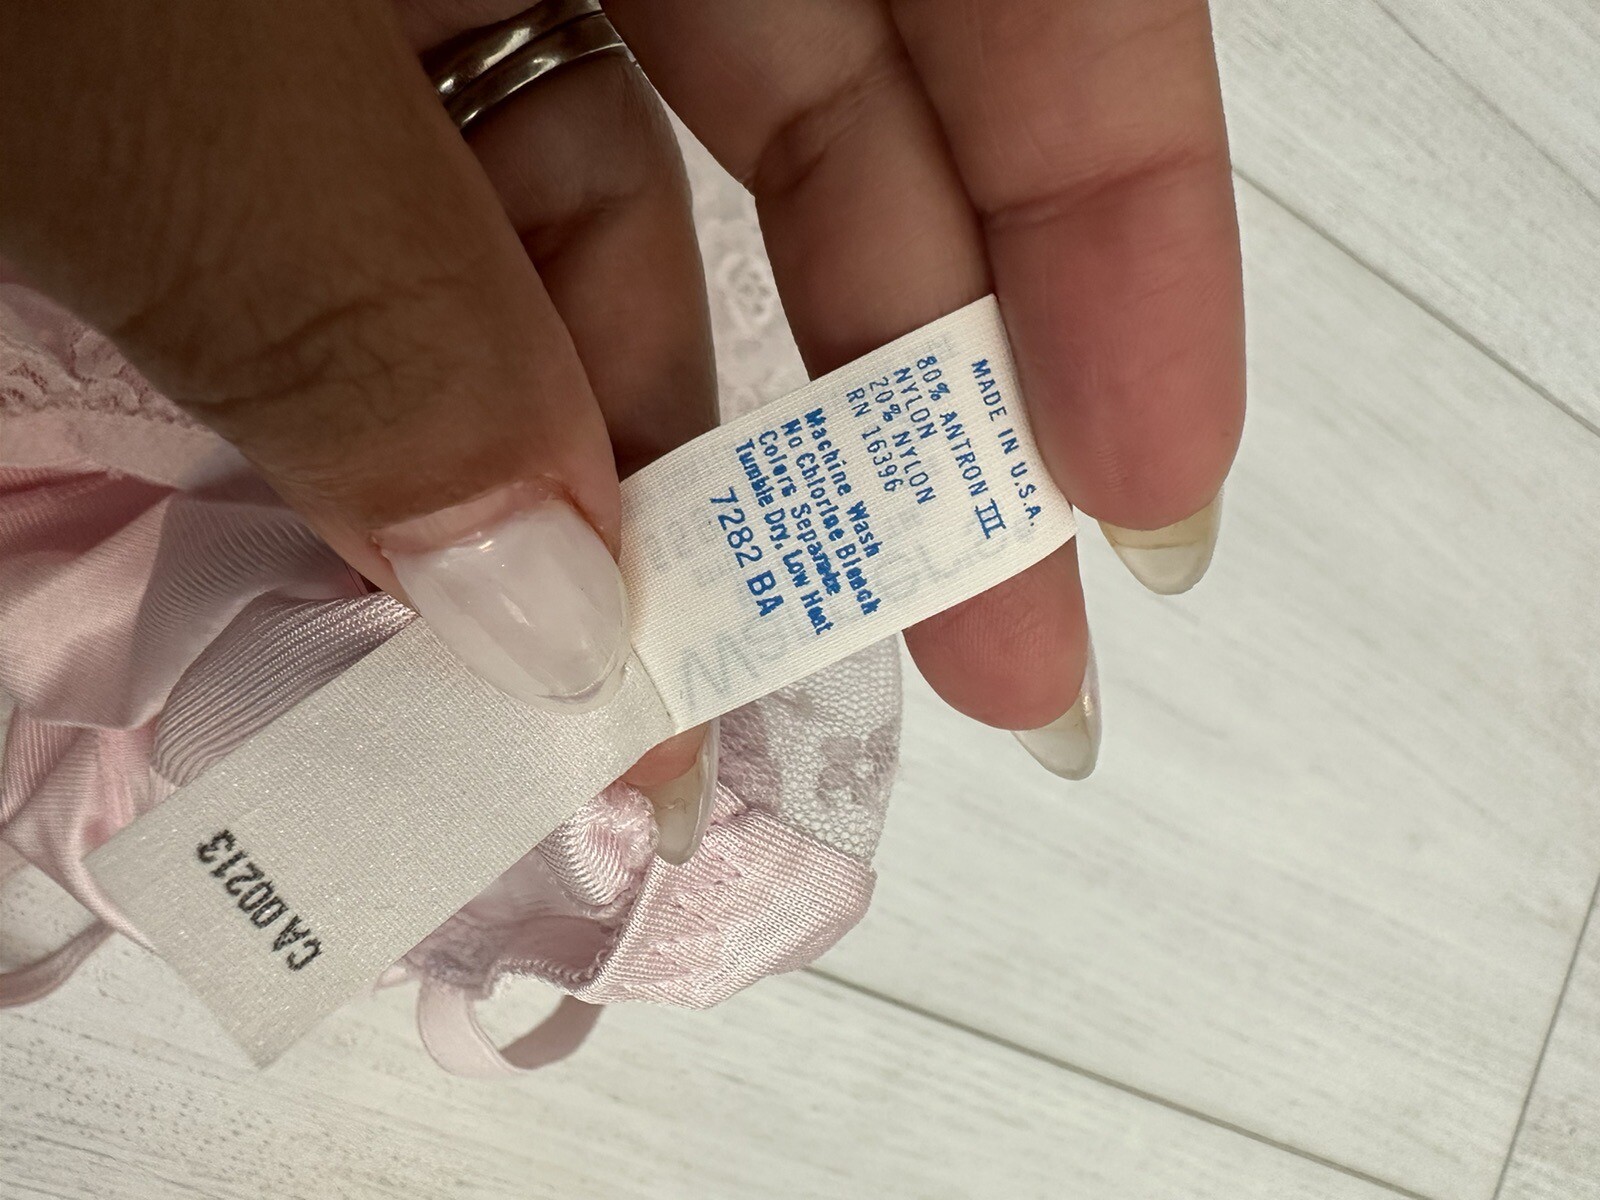 MADE IN U.S.A.
80% ANTRON III
NYLON
20% NYLON
RN 16396
Machine Wash
No Chlorine Bleach
Colors Separate
Tumble Dry, Low Heat
7282 BA
CA 00213